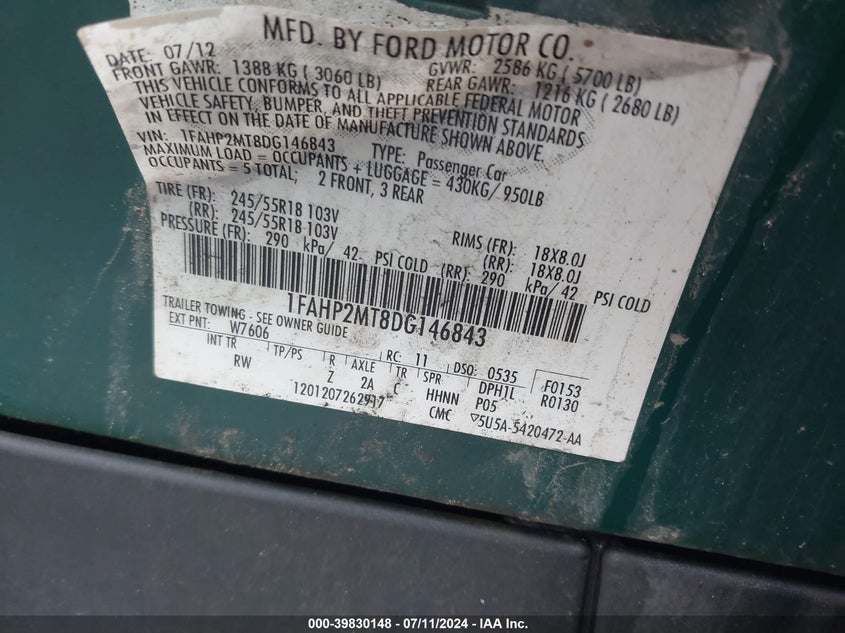 MFD. BY FORD MOTOR CO.
DATE: 07/12 GVWR: 2586 KG ( 5700 LB)
FRONT GAWR: 1388 KG ( 3060 LB) REAR GAWR: 1216 KG ( 2680 LB)
THIS VEHICLE CONFORMS TO ALL APPLICABLE FEDERAL MOTOR
VEHICLE SAFETY, BUMPER, AND THEFT PREVENTION STANDARDS
IN EFFECT ON THE DATE OF MANUFACTURE SHOWN ABOVE.
VIN: 1FAHP2MT8DG146843 TYPE: Passenger Car
MAXIMUM LOAD = OCCUPANTS + LUGGAGE = 430KG/ 950LB
OCCUPANTS = 5 TOTAL, 2 FRONT, 3 REAR
TIRE (FR): 245/55R18 103V RIMS (FR): 18X8.0J
(RR): 245/55R18 103V (RR): 18X8.0J
PRESSURE (FR): 290 kPa/ 42 PSI COLD (RR): 290 kPa/42 PSI COLD
1FAHP2MT8DG146843
TRAILER TOWING - SEE OWNER GUIDE
EXT PNT: W7606 RC: 11 DSO: 0535 F0153
INT TR TP/PS R AXLE TR SPR DPH1L R0130
RW Z 2A C HHNN P05
1201207262917 CMC ▽5U5A-5420472-AA
000-39830148 - 07/11/2024 - IAA Inc.